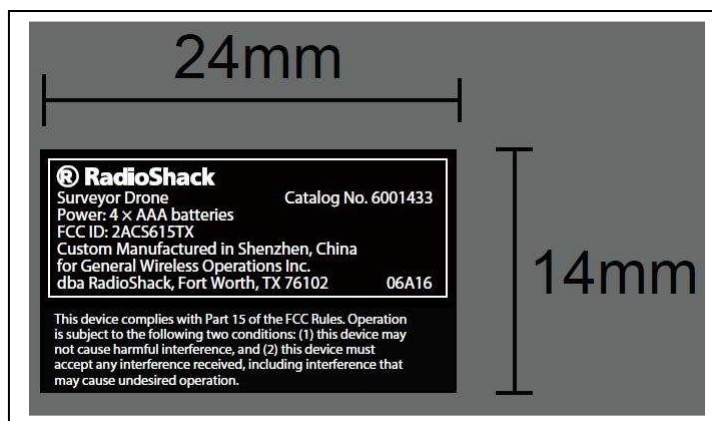 24mm
® RadioShack
Surveyor Drone Catalog No. 6001433
Power: 4 × AAA batteries
FCC ID: 2ACS615TX
Custom Manufactured in Shenzhen, China
for General Wireless Operations Inc.
dba RadioShack, Fort Worth, TX 76102 06A16
14mm
This device complies with Part 15 of the FCC Rules. Operation
is subject to the following two conditions: (1) this device may
not cause harmful interference, and (2) this device must
accept any interference received, including interference that
may cause undesired operation.